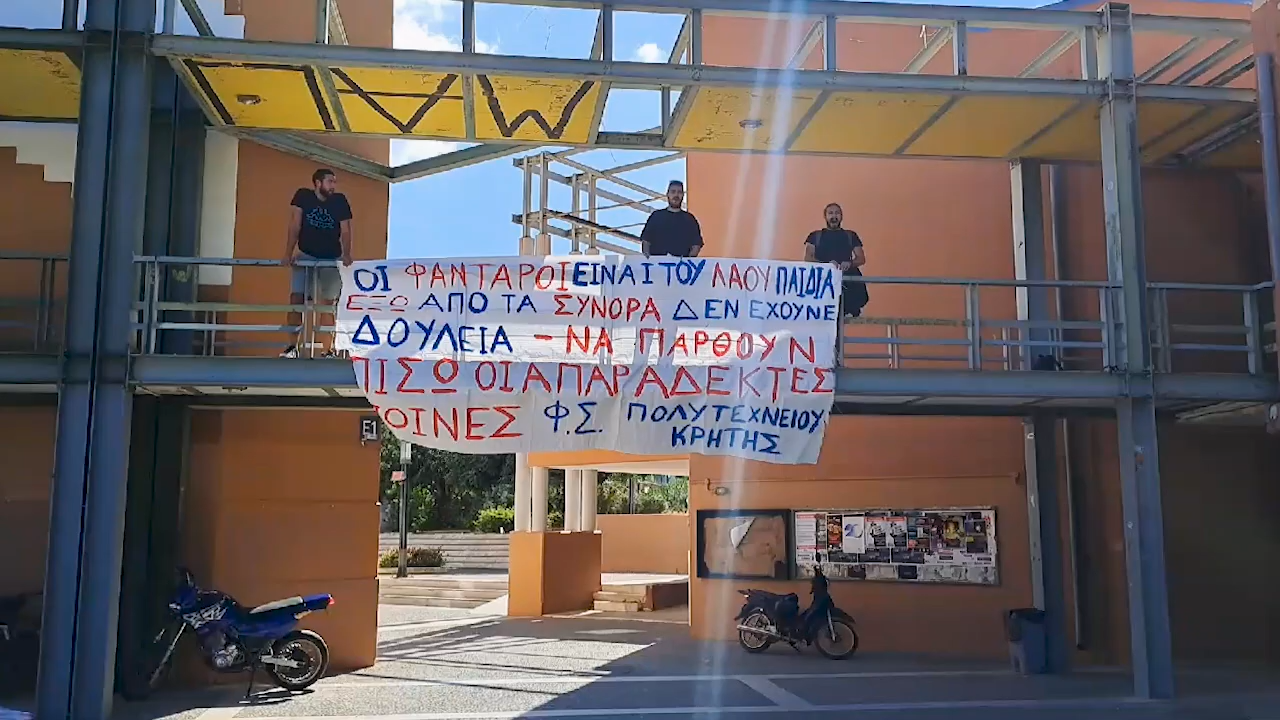 ΟΙ ΦΑΝΤΑΡΟΙ ΕΙΝΑΙ ΤΟΥ ΛΑΟΥ ΠΑΙΔΙΑ
ΕΞΩ ΑΠΟ ΤΑ ΣΥΝΟΡΑ ΔΕΝ ΕΧΟΥΝΕ
ΔΟΥΛΕΙΑ - ΝΑ ΠΑΡΘΟΥΝ
ΠΙΣΩ ΟΙ ΑΠΑΡΑΔΕΚΤΕΣ
ΠΟΙΝΕΣ Φ.Σ. ΠΟΛΥΤΕΧΝΕΙΟΥ
ΚΡΗΤΗΣ
E1